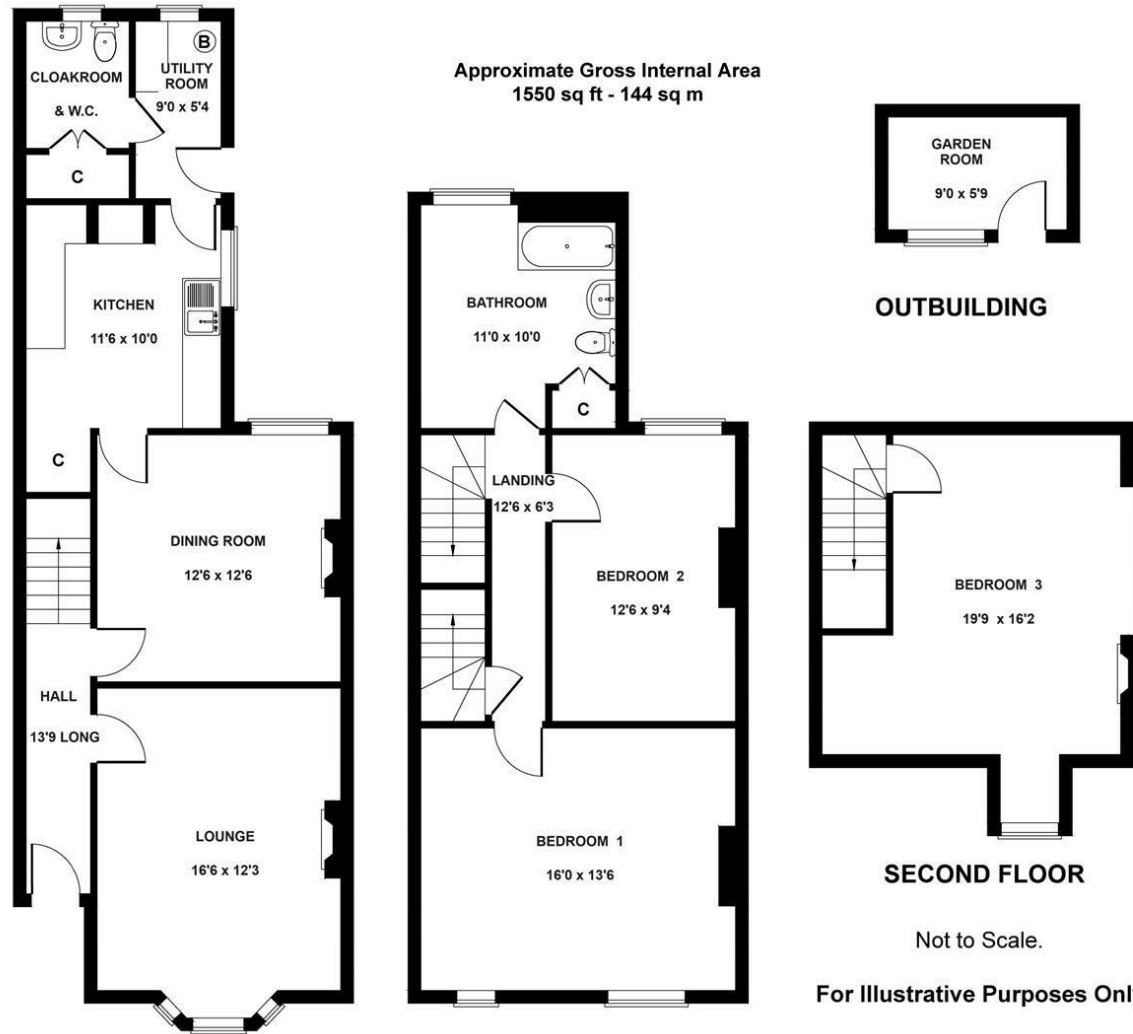 Approximate Gross Internal Area
1550 sq ft - 144 sq m
CLOAKROOM
& W.C.
C
B
UTILITY
ROOM
9'0 x 5'4
KITCHEN
11'6 x 10'0
C
DINING ROOM
12'6 x 12'6
HALL
13'9 LONG
LOUNGE
16'6 x 12'3
BATHROOM
11'0 x 10'0
C
LANDING
12'6 x 6'3
BEDROOM 2
12'6 x 9'4
BEDROOM 1
16'0 x 13'6
GARDEN
ROOM
9'0 x 5'9
OUTBUILDING
BEDROOM 3
19'9 x 16'2
SECOND FLOOR
Not to Scale.
For Illustrative Purposes Onl